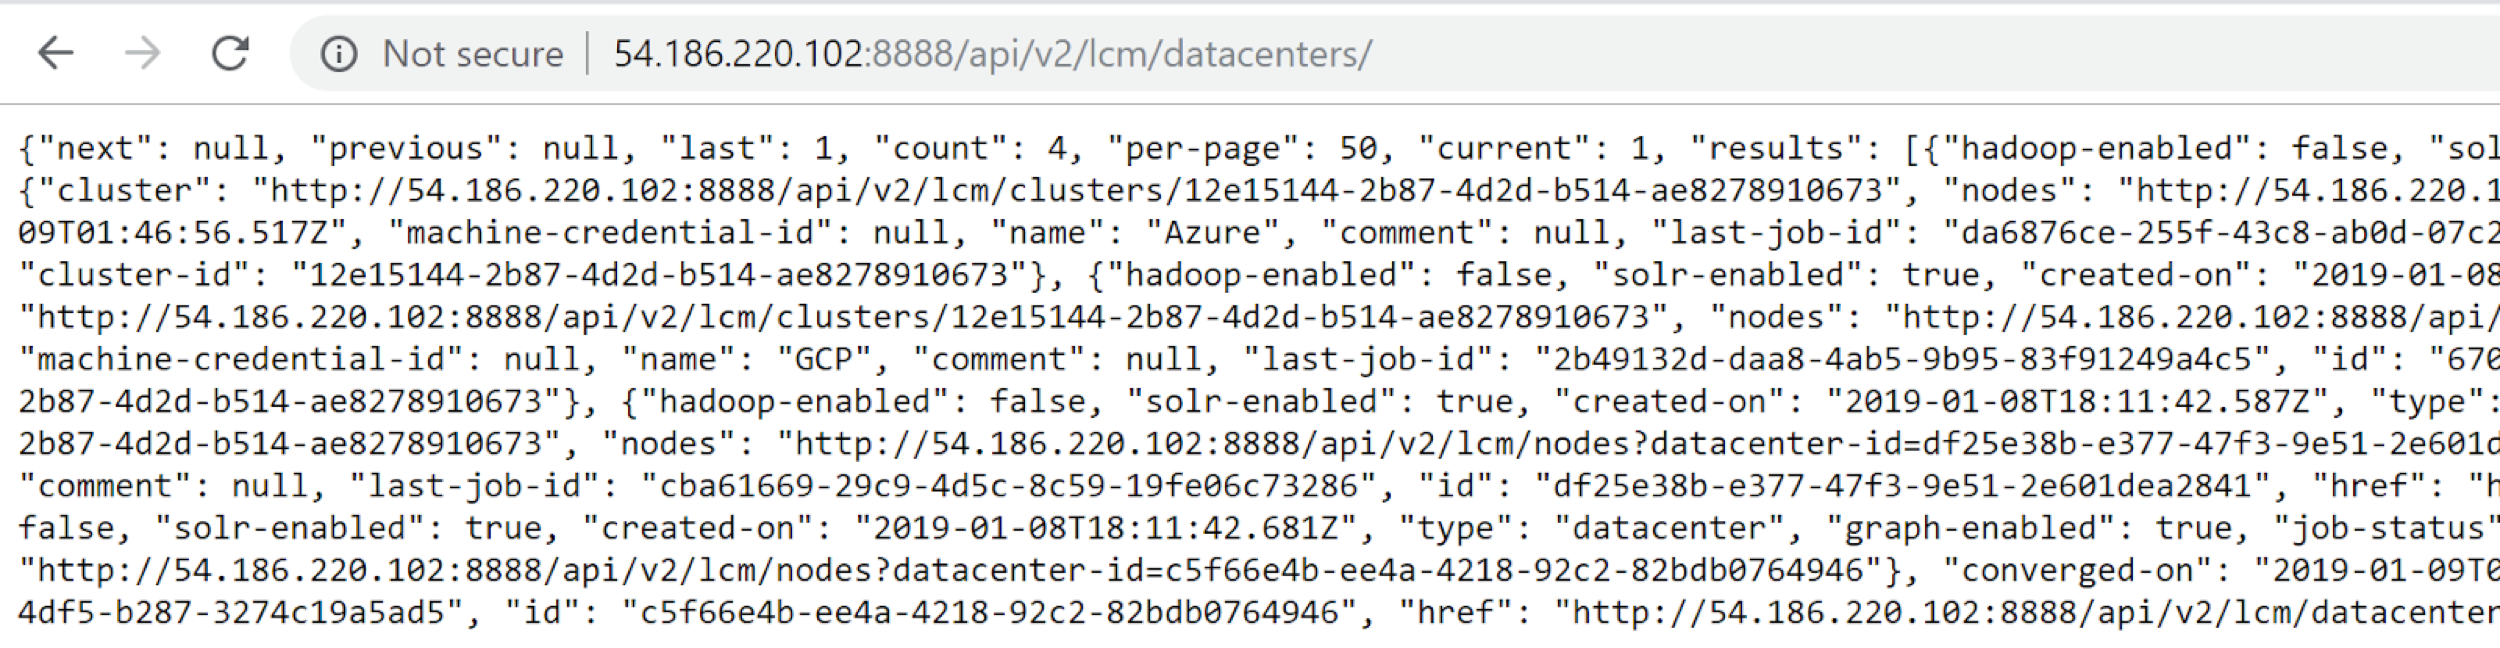 Not secure | 54.186.220.102:8888/api/v2/lcm/datacenters/
{"next": null, "previous": null, "last": 1, "count": 4, "per-page": 50, "current": 1, "results": [{"hadoop-enabled": false, "sol
{"cluster": "http://54.186.220.102:8888/api/v2/lcm/clusters/12e15144-2b87-4d2d-b514-ae8278910673", "nodes": "http://54.186.220.1
09T01:46:56.517Z", "machine-credential-id": null, "name": "Azure", "comment": null, "last-job-id": "da6876ce-255f-43c8-ab0d-07c2
"cluster-id": "12e15144-2b87-4d2d-b514-ae8278910673"}, {"hadoop-enabled": false, "solr-enabled": true, "created-on": "2019-01-08
"http://54.186.220.102:8888/api/v2/lcm/clusters/12e15144-2b87-4d2d-b514-ae8278910673", "nodes": "http://54.186.220.102:8888/api/
"machine-credential-id": null, "name": "GCP", "comment": null, "last-job-id": "2b49132d-daa8-4ab5-9b95-83f91249a4c5", "id": "670
2b87-4d2d-b514-ae8278910673"}, {"hadoop-enabled": false, "solr-enabled": true, "created-on": "2019-01-08T18:11:42.587Z", "type":
2b87-4d2d-b514-ae8278910673", "nodes": "http://54.186.220.102:8888/api/v2/lcm/nodes?datacenter-id=df25e38b-e377-47f3-9e51-2e601d
"comment": null, "last-job-id": "cba61669-29c9-4d5c-8c59-19fe06c73286", "id": "df25e38b-e377-47f3-9e51-2e601dea2841", "href": "h
false, "solr-enabled": true, "created-on": "2019-01-08T18:11:42.681Z", "type": "datacenter", "graph-enabled": true, "job-status"
"http://54.186.220.102:8888/api/v2/lcm/nodes?datacenter-id=c5f66e4b-ee4a-4218-92c2-82bdb0764946"}, "converged-on": "2019-01-09T0
4df5-b287-3274c19a5ad5", "id": "c5f66e4b-ee4a-4218-92c2-82bdb0764946", "href": "http://54.186.220.102:8888/api/v2/lcm/datacenter